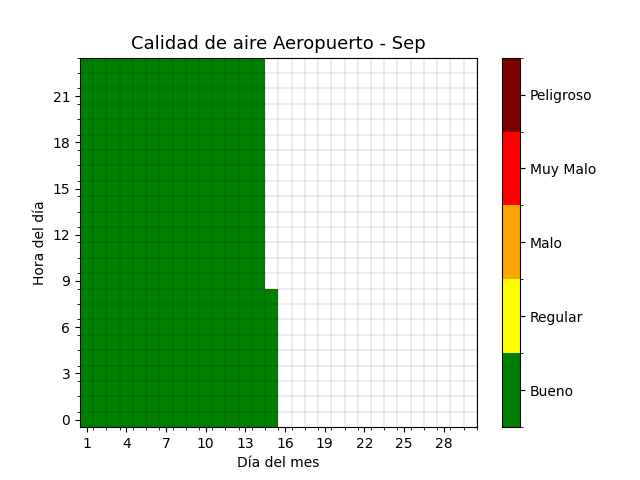 Calidad de aire Aeropuerto - Sep
Hora del día
21
18
15
12
9
6
3
0
1 4 7 10 13 16 19 22 25 28
Día del mes
Peligroso
Muy Malo
Malo
Regular
Bueno